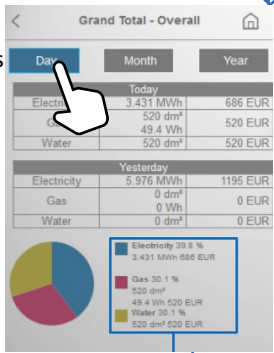 s
Grand Total - Overall
Day Month Year
Today
3.431 MWh 686 EUR
520 dm³
49.4 Wh 520 EUR
Water 520 dm³ 520 EUR
Yesterday
Electricity 5.976 MWh 1195 EUR
Gas 0 dm³
0 Wh 0 EUR
Water 0 dm³ 0 EUR
Electricity 39.8 %
3.431 MWh 686 EUR
Gas 30.1 %
520 dm³
49.4 Wh 520 EUR
Water 30.1 %
520 dm³ 520 EUR